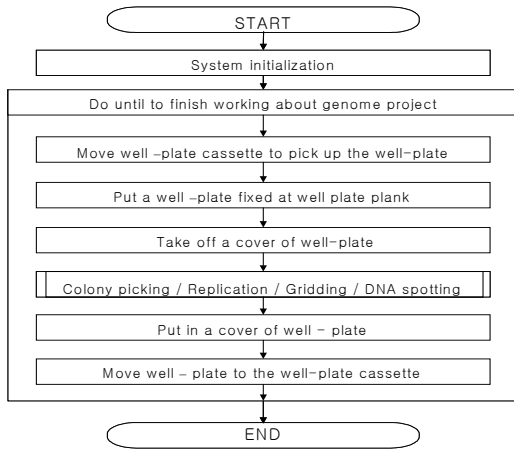 START
System initialization
Do until to finish working about genome project
Move well –plate cassette to pick up the well-plate
Put a well –plate fixed at well plate plank
Take off a cover of well-plate
Colony picking / Replication / Gridding / DNA spotting
Put in a cover of well – plate
Move well – plate to the well-plate cassette
END